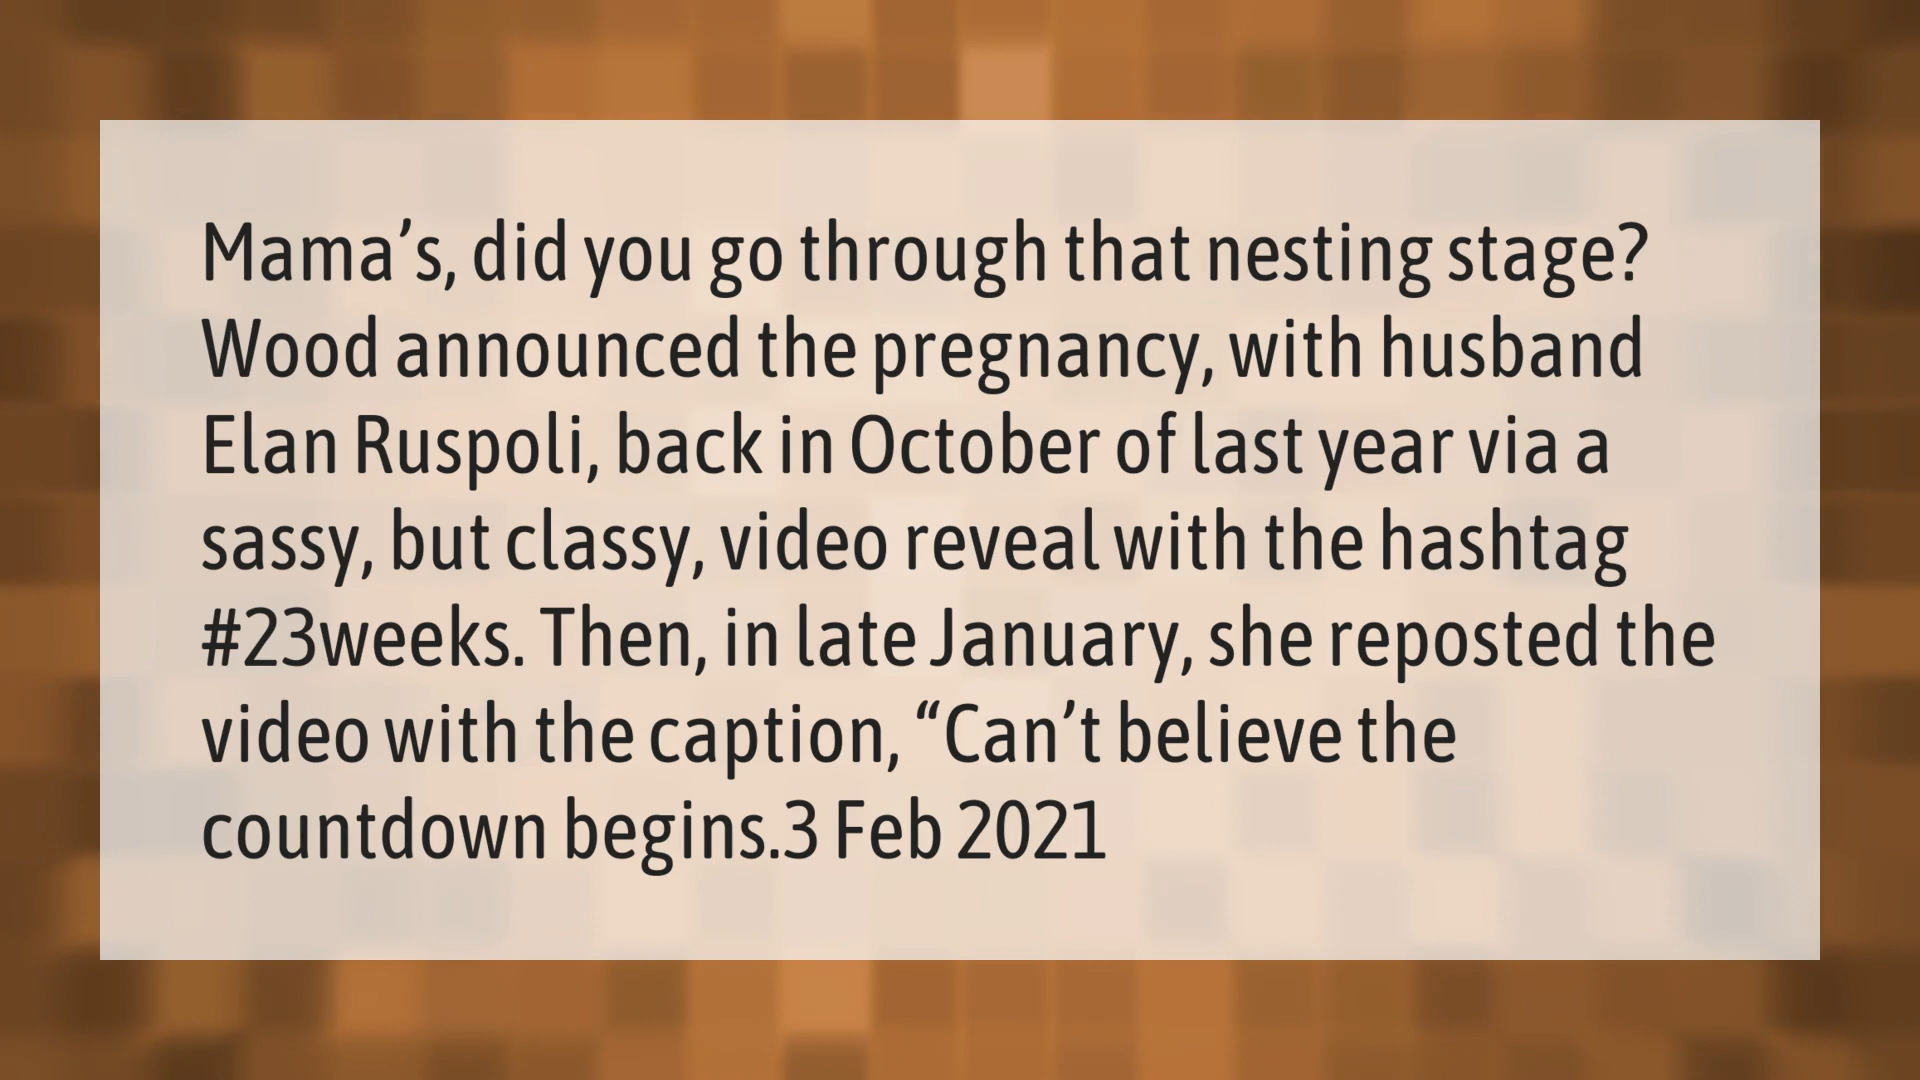 Mama’s, did you go through that nesting stage?
Wood announced the pregnancy, with husband
Elan Ruspoli, back in October of last year via a
sassy, but classy, video reveal with the hashtag
#23weeks. Then, in late January, she reposted the
video with the caption, “Can’t believe the
countdown begins.3 Feb 2021